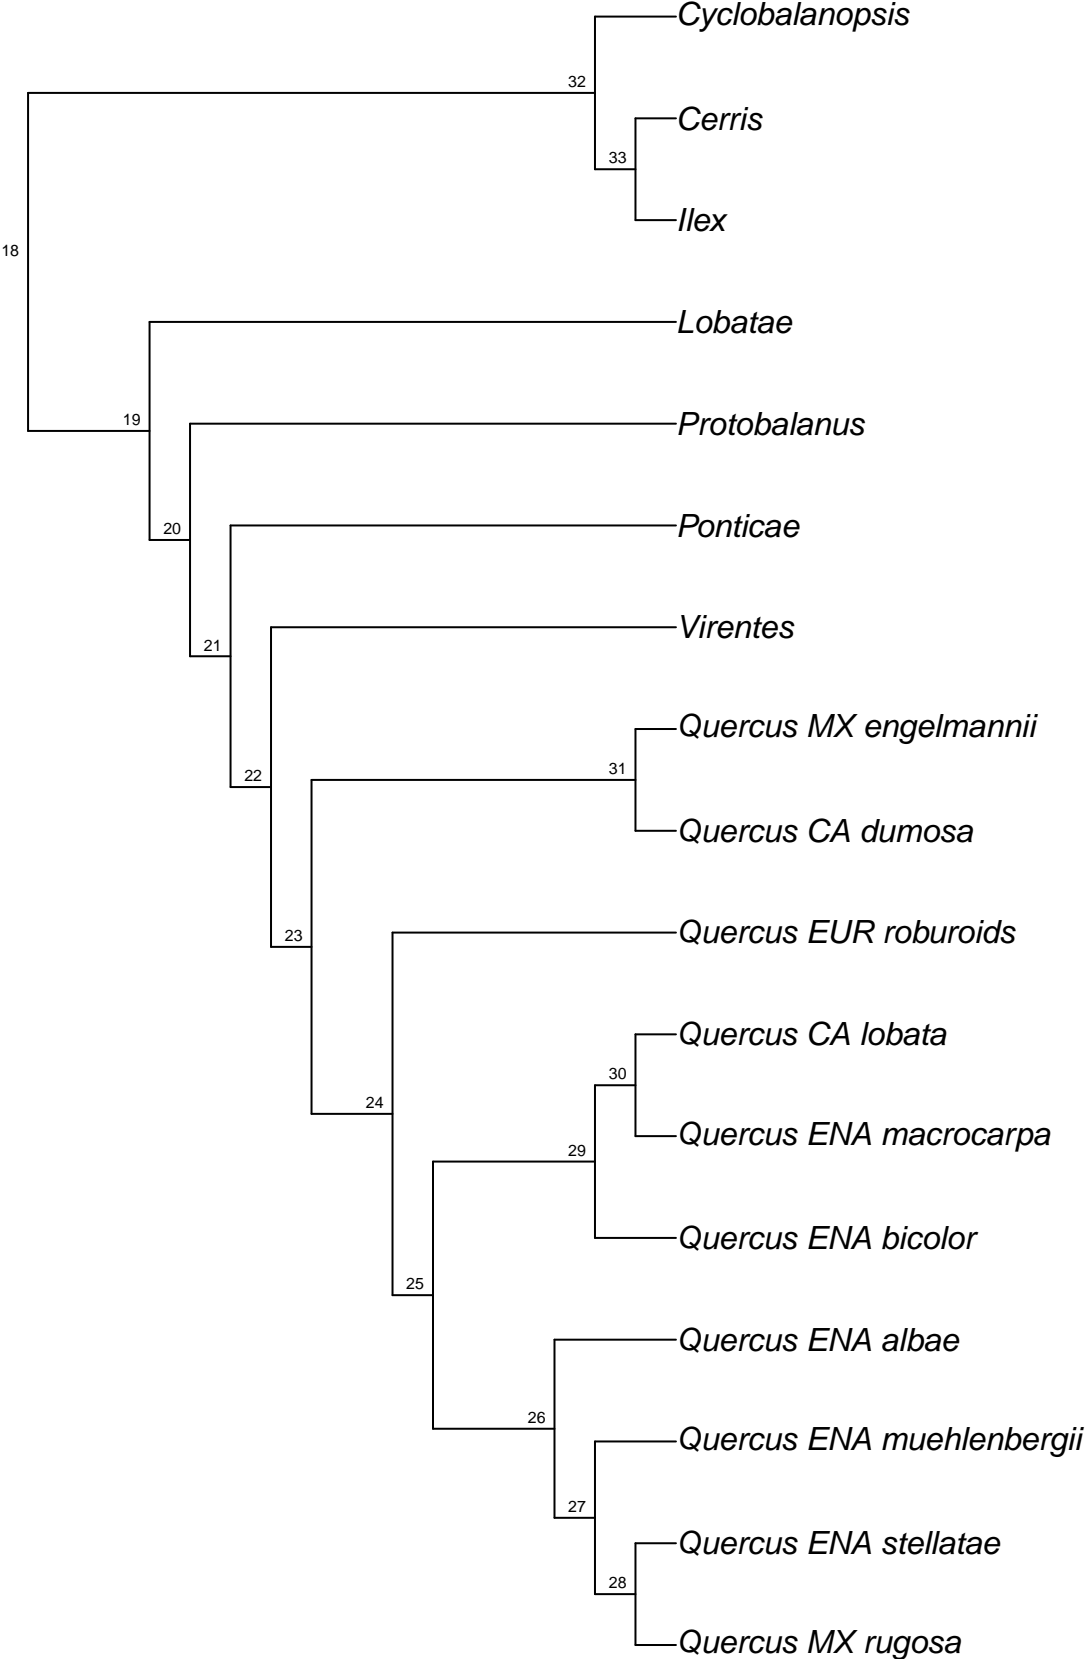 Cyclobalanopsis
32
Cerris
33
Ilex
18
Lobatae
19
Protobalanus
20
Ponticae
21
Virentes
Quercus MX engelmannii
31
22
Quercus CA dumosa
Quercus EUR roburoids
23
Quercus CA lobata
30
24
Quercus ENA macrocarpa
29
Quercus ENA bicolor
25
Quercus ENA albae
26
Quercus ENA muehlenbergii
27
Quercus ENA stellatae
28
Quercus MX rugosa